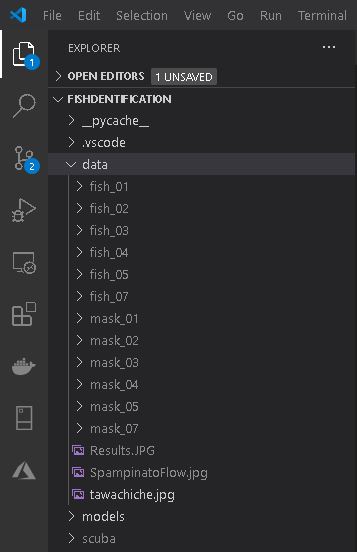 File Edit Selection View Go Run Terminal
EXPLORER ...
OPEN EDITORS 1 UNSAVED
FISHDENTIFICATION
1
__pycache__
.vscode
data
2
fish_01
fish_02
fish_03
fish_04
fish_05
fish_07
mask_01
mask_02
mask_03
mask_04
mask_05
mask_07
Results.JPG
SpampinatoFlow.jpg
tawachiche.jpg
models
scuba